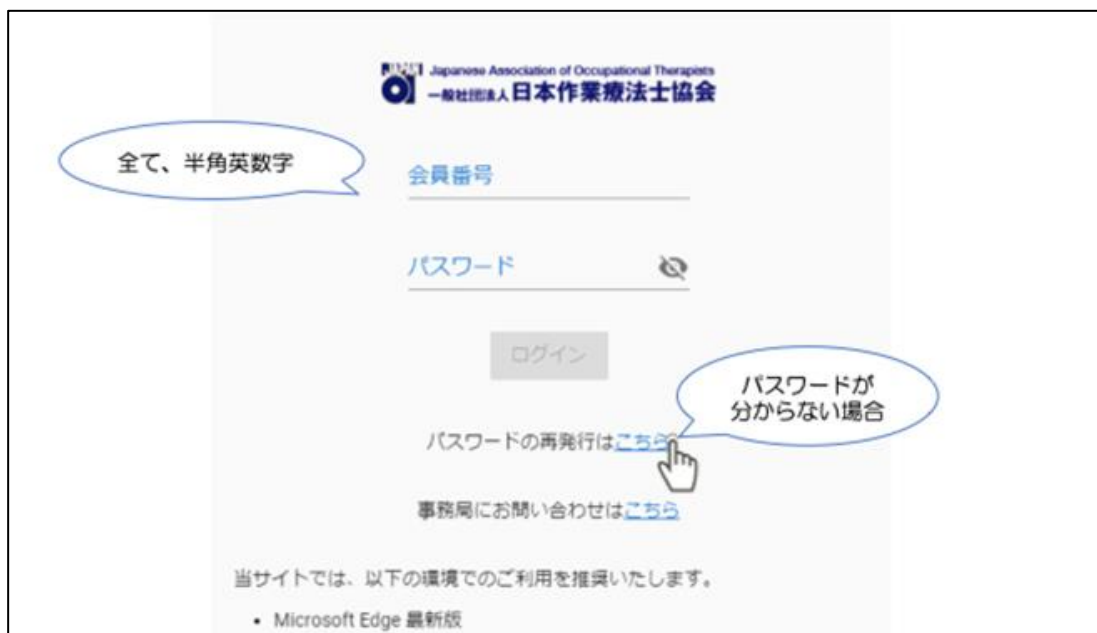 JAPAN Japanese Association of Occupational Therapists
一般社団法人日本作業療法士協会
全て、半角英数字
会員番号
パスワード
ログイン
パスワードが
分からない場合
パスワードの再発行はこちら
事務局にお問い合わせはこちら
当サイトでは、以下の環境でのご利用を推奨いたします。
• Microsoft Edge 最新版